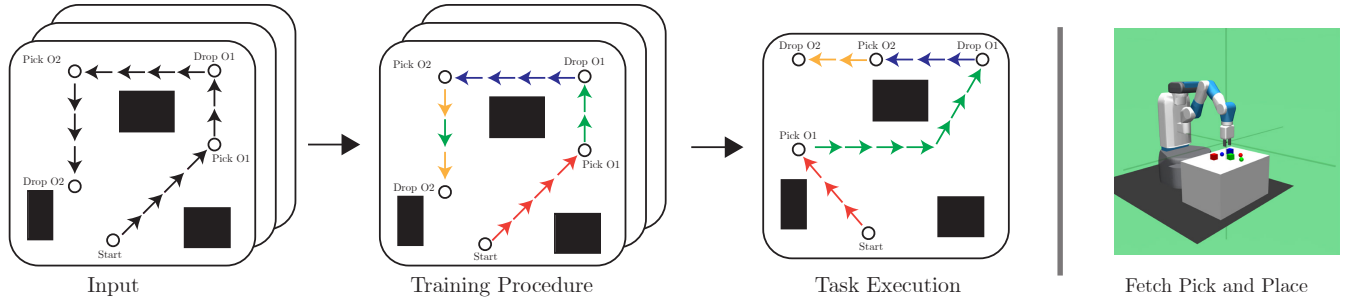 Pick O2
Drop O1
Pick O1
Drop O2
Start
Input
Pick O2
Drop O1
Pick O1
Drop O2
Start
Training Procedure
Drop O2
Pick O2
Drop O1
Pick O1
Start
Task Execution
Fetch Pick and Place